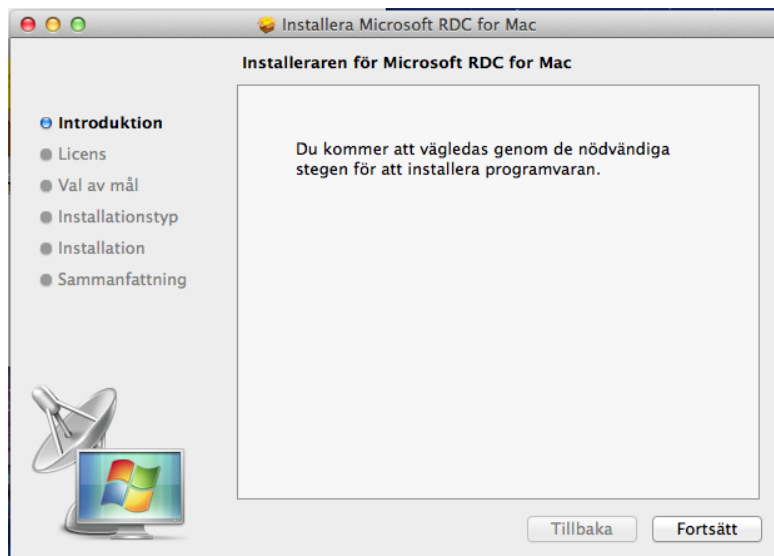 Installera Microsoft RDC for Mac
Installeraren för Microsoft RDC for Mac
Introduktion
Licens
Val av mål
Installationstyp
Installation
Sammanfattning
Du kommer att vägledas genom de nödvändiga
stegen för att installera programvaran.
Tillbaka
Fortsätt